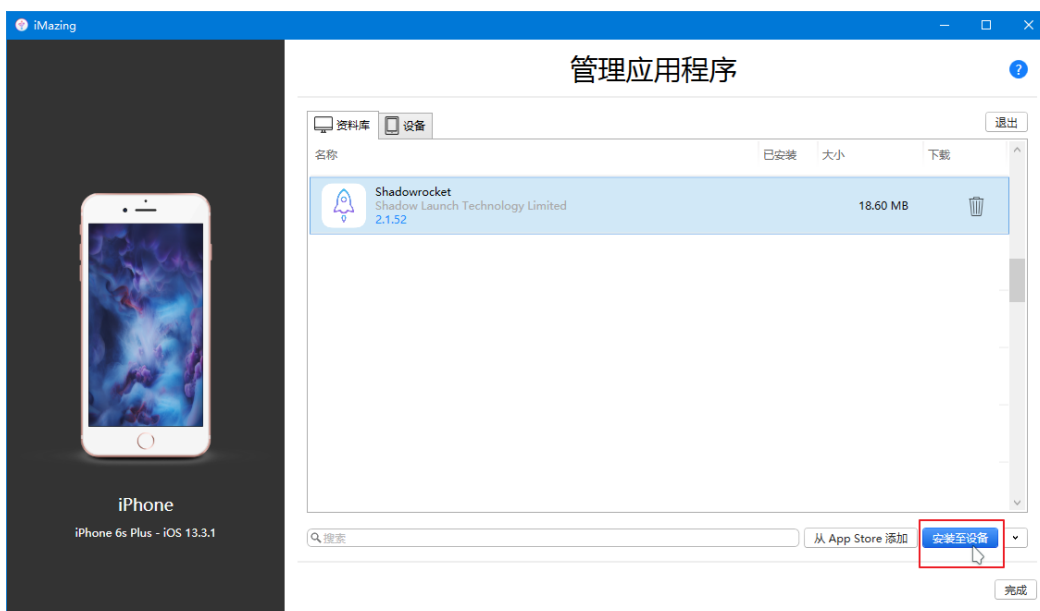 iMazing
管理应用程序
?
资料库
设备
退出
名称
已安装
大小
下载
Shadowrocket
Shadow Launch Technology Limited
2.1.52
18.60 MB
iPhone
iPhone 6s Plus - iOS 13.3.1
搜索
从 App Store 添加
安装至设备
完成